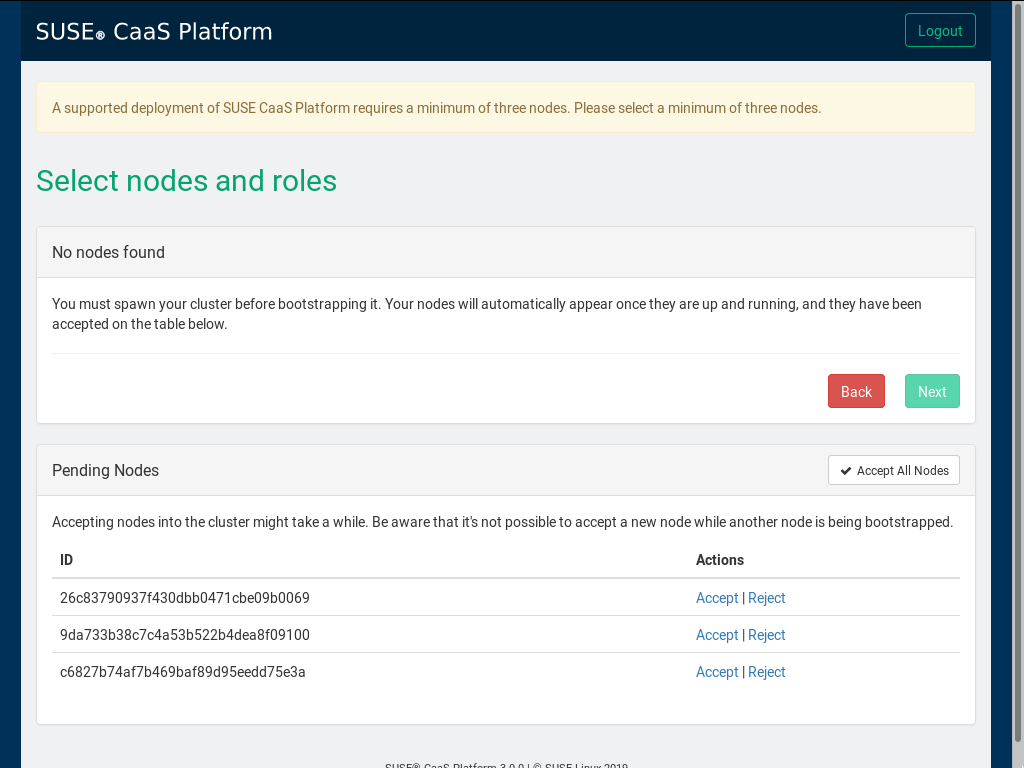 SUSE® CaaS Platform
Logout
A supported deployment of SUSE CaaS Platform requires a minimum of three nodes. Please select a minimum of three nodes.
Select nodes and roles
No nodes found
You must spawn your cluster before bootstrapping it. Your nodes will automatically appear once they are up and running, and they have been
accepted on the table below.
Back
Next
Pending Nodes
Accept All Nodes
Accepting nodes into the cluster might take a while. Be aware that it's not possible to accept a new node while another node is being bootstrapped.
ID Actions
26c83790937f430dbb0471cbe09b0069 Accept | Reject
9da733b38c7c4a53b522b4dea8f09100 Accept | Reject
c6827b74af7b469baf89d95eedd75e3a Accept | Reject
SUSE® CaaS Platform 3.0.0 | © SUSE Linux 2019